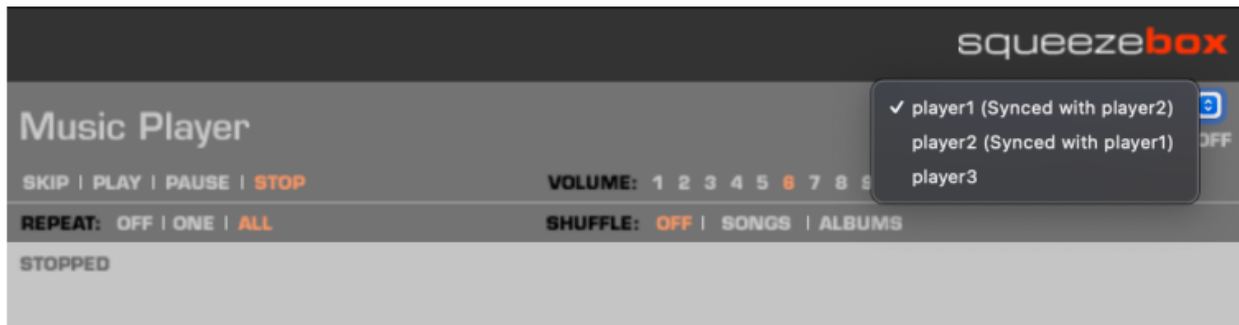 squeezebox
Music Player
✓ player1 (Synced with player2)
player2 (Synced with player1)
player3
OFF
SKIP | PLAY | PAUSE | STOP
VOLUME: 1 2 3 4 5 6 7 8
REPEAT: OFF | ONE | ALL
SHUFFLE: OFF | SONGS | ALBUMS
STOPPED